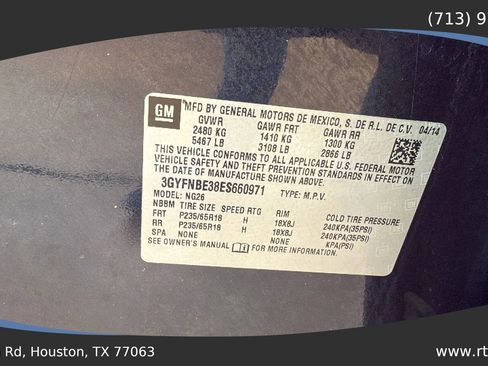 (713) 9
GM
MFD BY GENERAL MOTORS DE MEXICO, S. DE R.L. DE C.V. 04/14
GVWR GAWR FRT GAWR RR
2480 KG 1410 KG 1300 KG
5467 LB 3108 LB 2866 LB
THIS VEHICLE CONFORMS TO ALL APPLICABLE U.S. FEDERAL MOTOR
VEHICLE SAFETY AND THEFT PREVENTION STANDARDS IN EFFECT ON
THE DATE OF MANUFACTURE SHOWN ABOVE.
3GYFNBE38ES660971 TYPE: M.P.V.
MODEL: NG26
NBBM TIRE SIZE SPEED RTG RIM COLD TIRE PRESSURE
FRT P235/65R18 H 18X8J 240KPA(35PSI)
RR P235/65R18 H 18X8J 240KPA(35PSI)
SPA NONE NONE KPA(PSI)
SEE OWNER'S MANUAL FOR MORE INFORMATION.
Rd, Houston, TX 77063
www.rt